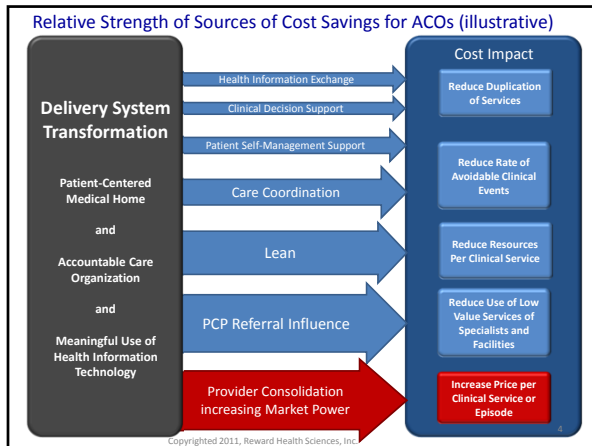 Relative Strength of Sources of Cost Savings for ACOs (illustrative)
Delivery System
Transformation
Patient-Centered
Medical Home
and
Accountable Care
Organization
and
Meaningful Use of
Health Information
Technology
Health Information Exchange
Clinical Decision Support
Patient Self-Management Support
Care Coordination
Lean
PCP Referral Influence
Provider Consolidation
increasing Market Power
Cost Impact
Reduce Duplication
of Services
Reduce Rate of
Avoidable Clinical
Events
Reduce Resources
Per Clinical Service
Reduce Use of Low
Value Services of
Specialists and
Facilities
Increase Price per
Clinical Service or
Episode
4
Copyrighted 2011, Reward Health Sciences, Inc.